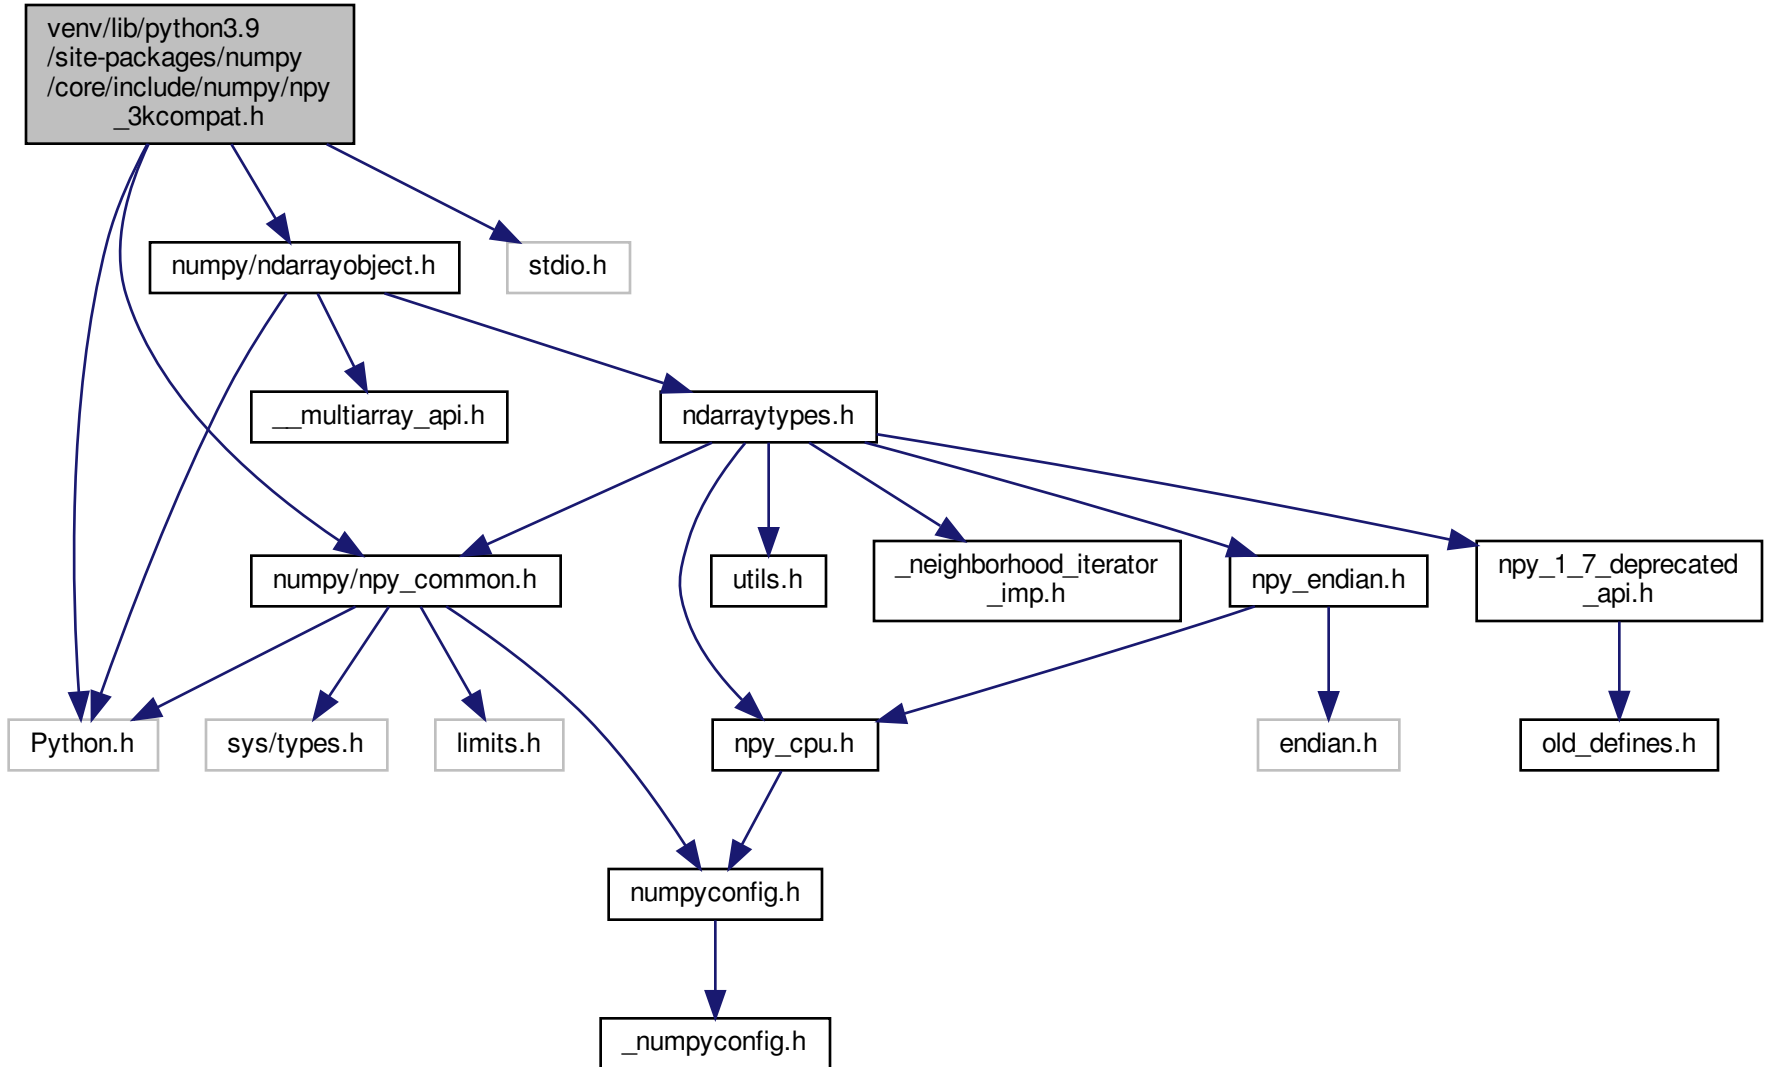 venv/lib/python3.9
/site-packages/numpy
/core/include/numpy/npy
_3kcompat.h
numpy/ndarrayobject.h
stdio.h
__multiarray_api.h
ndarraytypes.h
numpy/npy_common.h
utils.h
_neighborhood_iterator
_imp.h
npy_endian.h
npy_1_7_deprecated
_api.h
Python.h
sys/types.h
limits.h
npy_cpu.h
endian.h
old_defines.h
numpyconfig.h
_numpyconfig.h